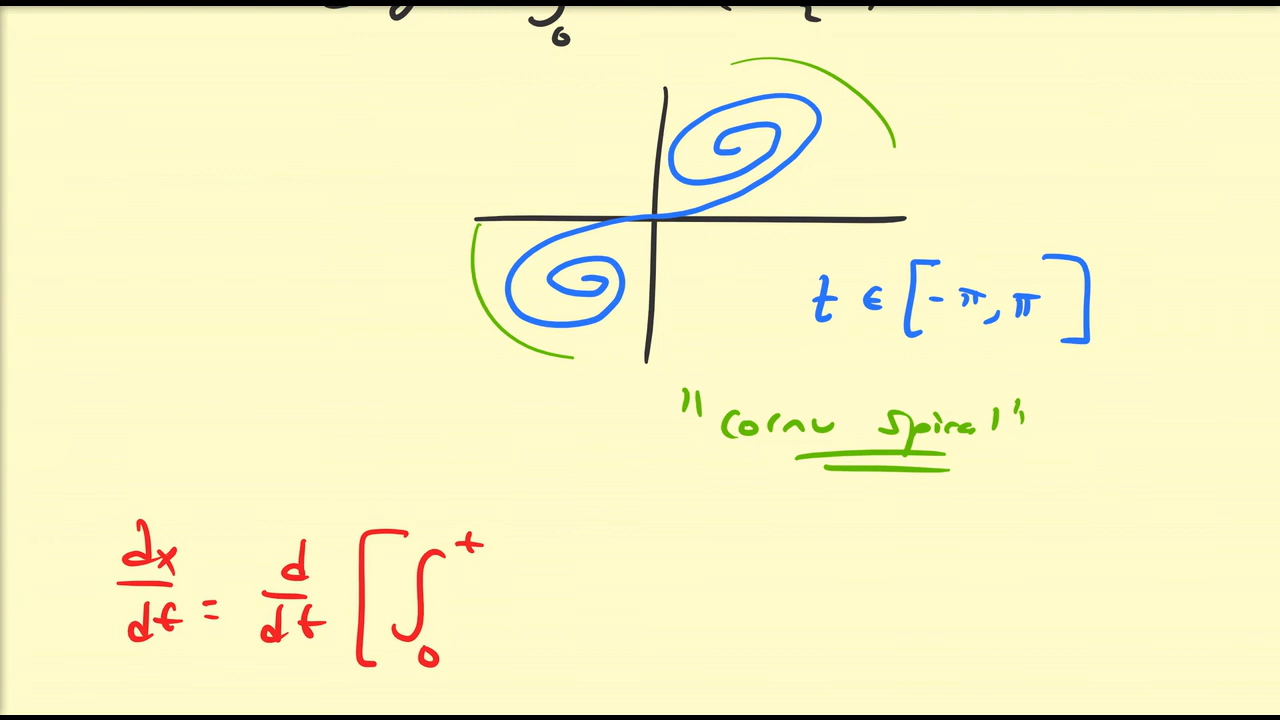 t ∈ [-π, π]
"Cornu Spiral"
dx/dt = d/dt [ ∫₀ᵗ